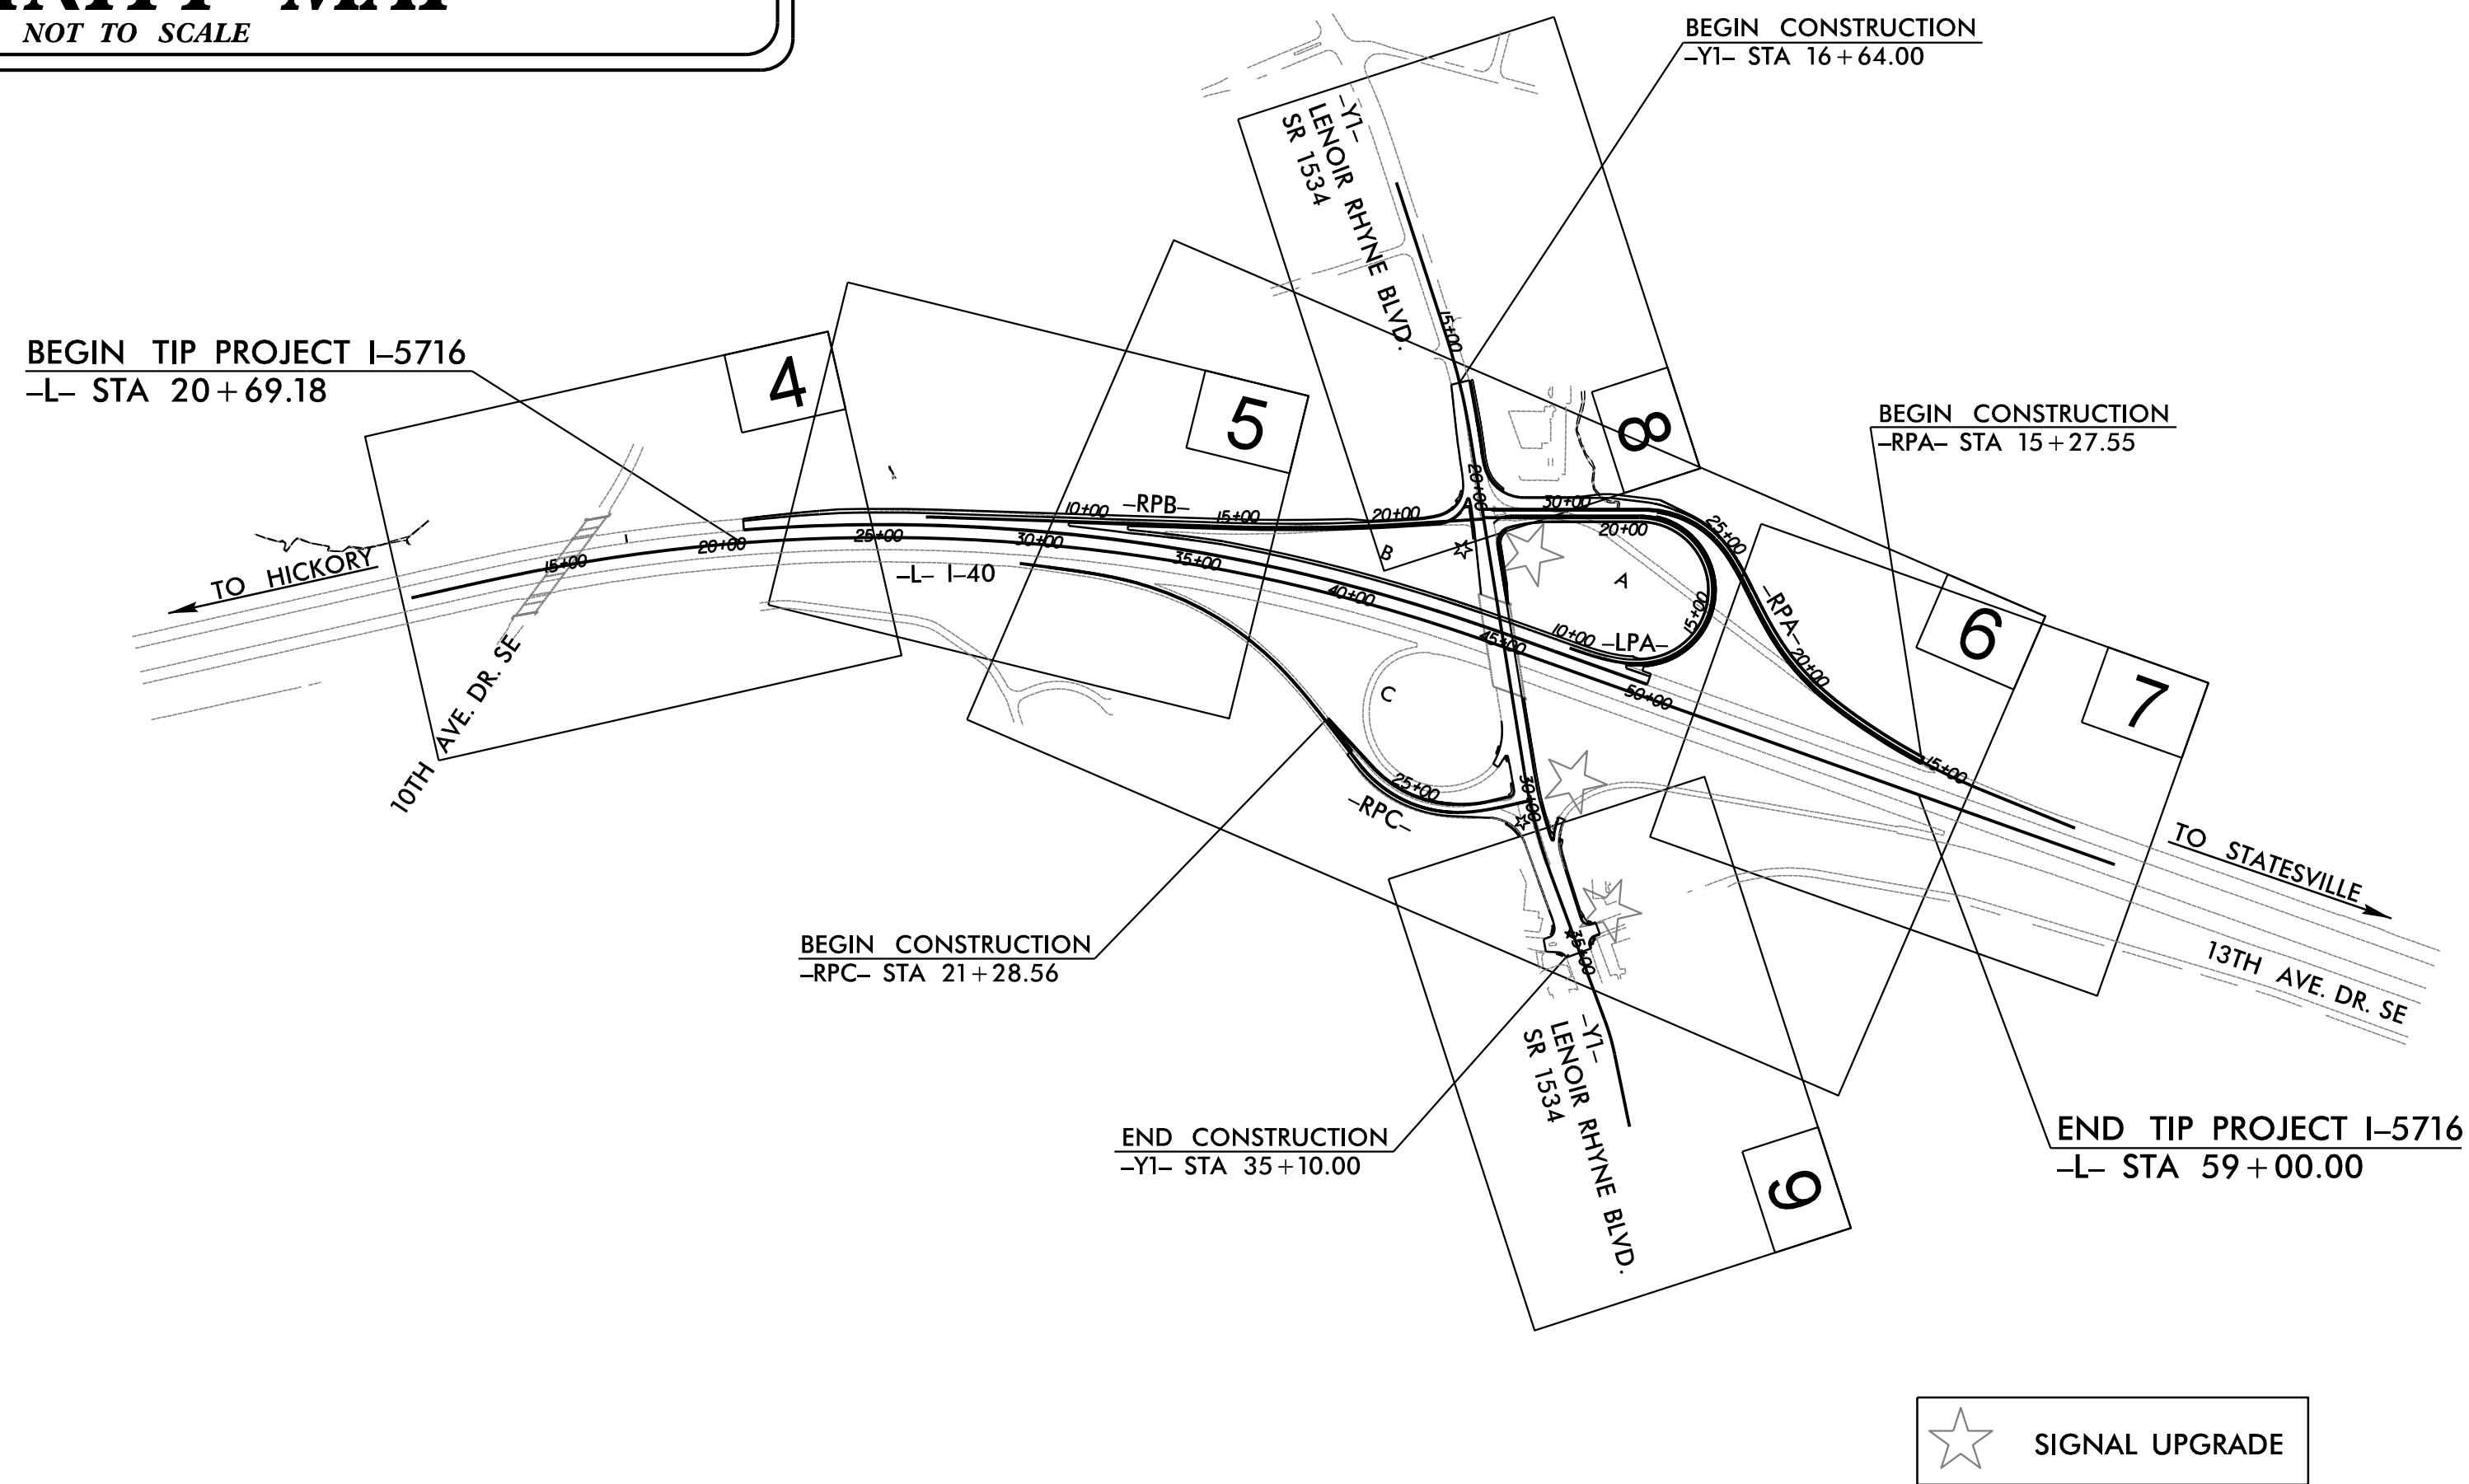 NOT TO SCALE
BEGIN CONSTRUCTION
–Y1– STA 16+64.00
–Y1–
LENOIR RHYNE BLVD.
SR 1534
BEGIN TIP PROJECT I–5716
–L– STA 20+69.18
4
5
8
BEGIN CONSTRUCTION
–RPA– STA 15+27.55
15+00
20+00
10+00
–RPB–
15+00
20+00
30+00
20+00
25+00
B
A
TO HICKORY
15+00
20+00
25+00
30+00
35+00
–L– I–40
40+00
45+00
10+00
–LPA–
15+00
–RPA–
20+00
50+00
6
7
10TH AVE. DR. SE
C
25+00
–RPC–
30+00
15+00
TO STATESVILLE
13TH AVE. DR. SE
BEGIN CONSTRUCTION
–RPC– STA 21+28.56
35+00
–Y1–
LENOIR RHYNE BLVD.
SR 1534
END CONSTRUCTION
–Y1– STA 35+10.00
9
END TIP PROJECT I–5716
–L– STA 59+00.00
SIGNAL UPGRADE